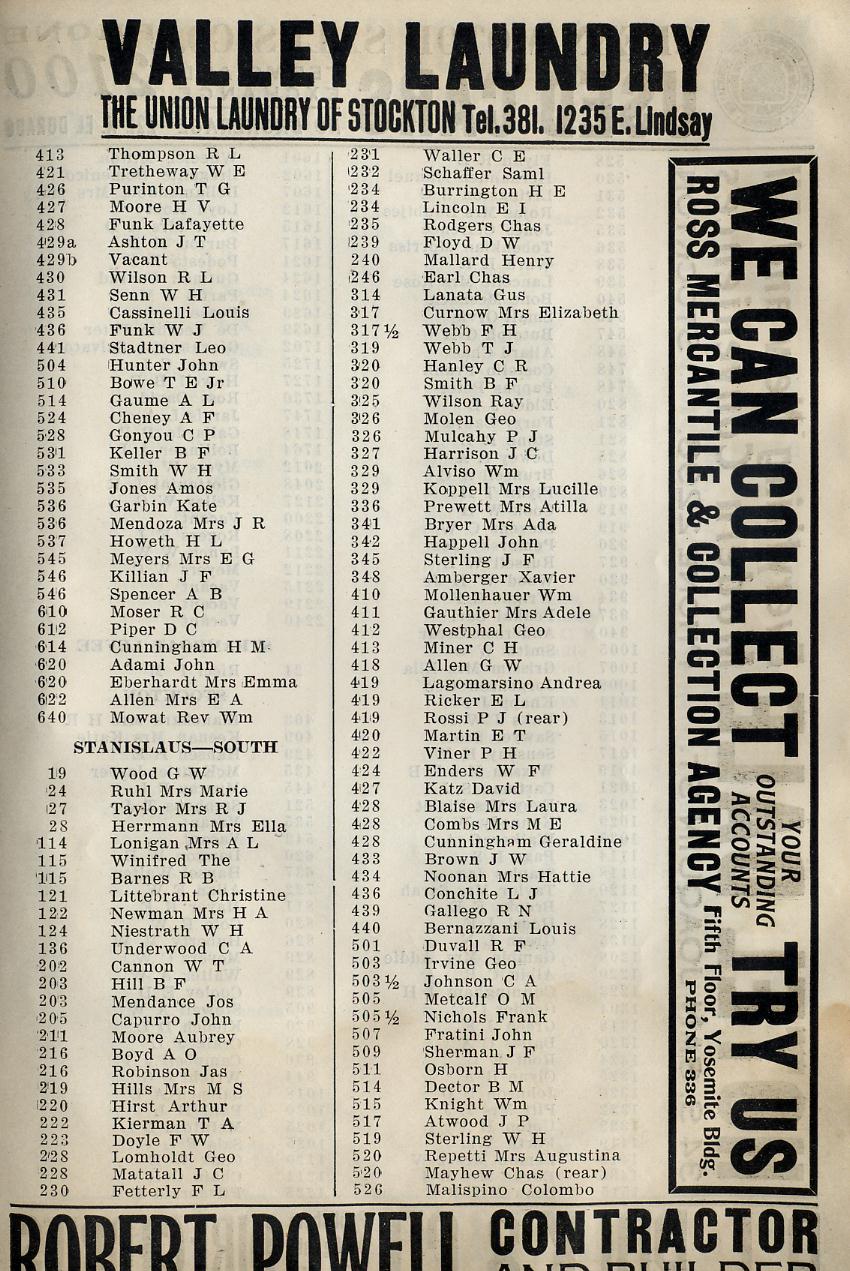 VALLEY LAUNDRY
THE UNION LAUNDRY OF STOCKTON Tel. 381. 1235 E. Lindsay
413 Thompson R L
421 Tretheway W E
426 Purinton T G
427 Moore H V
428 Funk Lafayette
429a Ashton J T
429b Vacant
430 Wilson R L
431 Senn W H
435 Cassinelli Louis
436 Funk W J
441 Stadtner Leo
504 Hunter John
510 Bowe T E Jr
514 Gaume A L
524 Cheney A F
528 Gonyou C P
531 Keller B F
533 Smith W H
535 Jones Amos
536 Garbin Kate
536 Mendoza Mrs J R
537 Howeth H L
545 Meyers Mrs E G
546 Killian J F
546 Spencer A B
610 Moser R C
612 Piper D C
614 Cunningham H M
620 Adami John
620 Eberhardt Mrs Emma
622 Allen Mrs E A
640 Mowat Rev Wm
STANISLAUS—SOUTH
19 Wood G W
24 Ruhl Mrs Marie
27 Taylor Mrs R J
28 Herrmann Mrs Ella
114 Lonigan Mrs A L
115 Winifred The
115 Barnes R B
121 Littebrant Christine
122 Newman Mrs H A
124 Niestrath W H
136 Underwood C A
202 Cannon W T
203 Hill B F
203 Mendance Jos
205 Capurro John
211 Moore Aubrey
216 Boyd A O
216 Robinson Jas
219 Hills Mrs M S
220 Hirst Arthur
222 Kierman T A
223 Doyle F W
228 Lomholdt Geo
228 Matatall J C
230 Fetterly F L
231 Waller C E
232 Schaffer Saml
234 Burrington H E
234 Lincoln E I
235 Rodgers Chas
239 Floyd D W
240 Mallard Henry
246 Earl Chas
314 Lanata Gus
317 Curnow Mrs Elizabeth
317½ Webb F H
319 Webb T J
320 Hanley C R
320 Smith B F
325 Wilson Ray
326 Molen Geo
326 Mulcahy P J
327 Harrison J C
329 Alviso Wm
329 Koppell Mrs Lucille
336 Prewett Mrs Atilla
341 Bryer Mrs Ada
342 Happell John
345 Sterling J F
348 Amberger Xavier
410 Mollenhauer Wm
411 Gauthier Mrs Adele
412 Westphal Geo
413 Miner C H
418 Allen G W
419 Lagomarsino Andrea
419 Ricker E L
419 Rossi P J (rear)
420 Martin E T
422 Viner P H
424 Enders W F
427 Katz David
428 Blaise Mrs Laura
428 Combs Mrs M E
428 Cunningham Geraldine
433 Brown J W
434 Noonan Mrs Hattie
436 Conchite L J
439 Gallego R N
440 Bernazzani Louis
501 Duvall R F
503 Irvine Geo
503½ Johnson C A
505 Metcalf O M
505½ Nichols Frank
507 Fratini John
509 Sherman J F
511 Osborn H
514 Dector B M
515 Knight Wm
517 Atwood J P
519 Sterling W H
520 Repetti Mrs Augustina
520 Mayhew Chas (rear)
526 Malispino Colombo
WE CAN COLLECT YOUR OUTSTANDING ACCOUNTS TRY US
ROSS MERCANTILE & COLLECTION AGENCY Fifth Floor, Yosemite Bldg.
PHONE 336
ROBERT POWELL CONTRACTOR
AND BUILDER